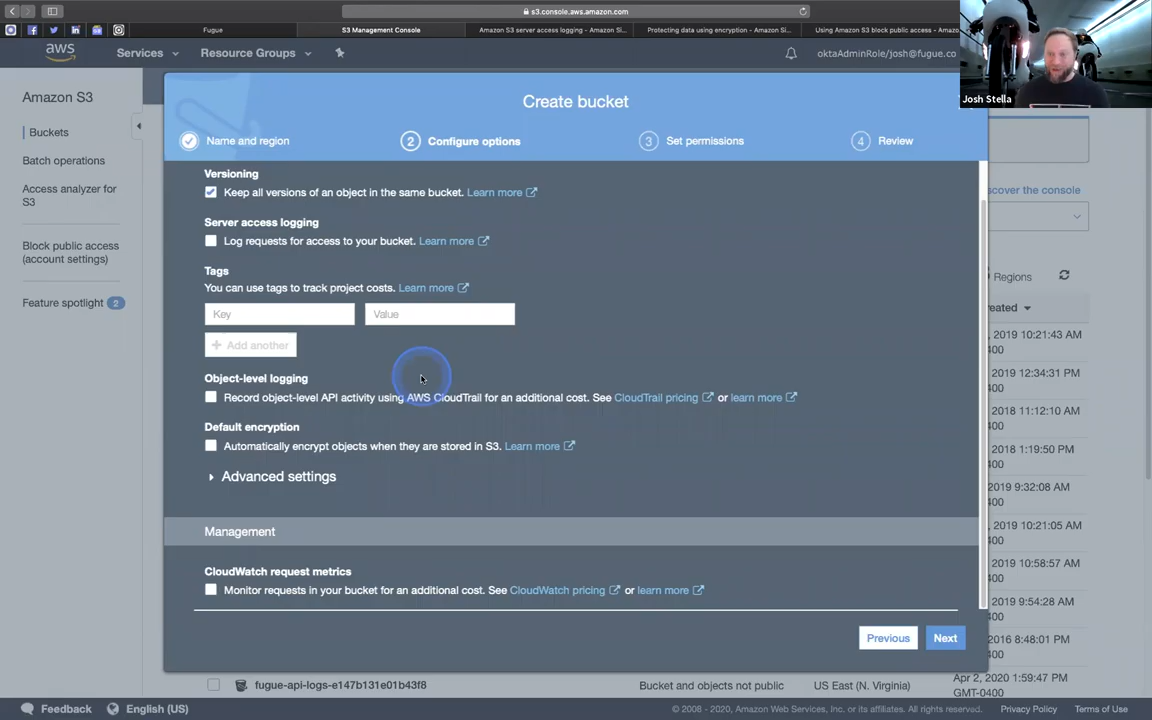 s3.console.aws.amazon.com
Fugue
S3 Management Console
Amazon S3 server access logging - Amazon Si...
Protecting data using encryption - Amazon Si...
Using Amazon S3 block public access - Amazon
aws
Services
Resource Groups
oktaAdminRole/josh@fugue.co
Josh Stella
Amazon S3
Buckets
Batch operations
Access analyzer for
S3
Block public access
(account settings)
Feature spotlight 2
Create bucket
Name and region
2 Configure options
3 Set permissions
4 Review
Versioning
Keep all versions of an object in the same bucket. Learn more
Server access logging
Log requests for access to your bucket. Learn more
Tags
You can use tags to track project costs. Learn more
Key
Value
+ Add another
Object-level logging
Record object-level API activity using AWS CloudTrail for an additional cost. See CloudTrail pricing or learn more
Default encryption
Automatically encrypt objects when they are stored in S3. Learn more
Advanced settings
Management
CloudWatch request metrics
Monitor requests in your bucket for an additional cost. See CloudWatch pricing or learn more
Previous
Next
iscover the console
Regions
eated
, 2019 10:21:43 AM
400
, 2019 12:34:31 PM
400
, 2018 11:12:10 AM
400
, 2018 1:19:50 PM
400
, 2019 9:32:08 AM
400
, 2019 10:21:05 AM
400
, 2019 10:58:57 AM
400
, 2019 9:54:28 AM
400
, 2016 8:48:01 PM
400
fugue-api-logs-e147b131e01b43f8
Bucket and objects not public
US East (N. Virginia)
Apr 2, 2020 1:59:47 PM
GMT-0400
Feedback
English (US)
© 2008 - 2020, Amazon Web Services, Inc. or its affiliates. All rights reserved.
Privacy Policy
Terms of Use